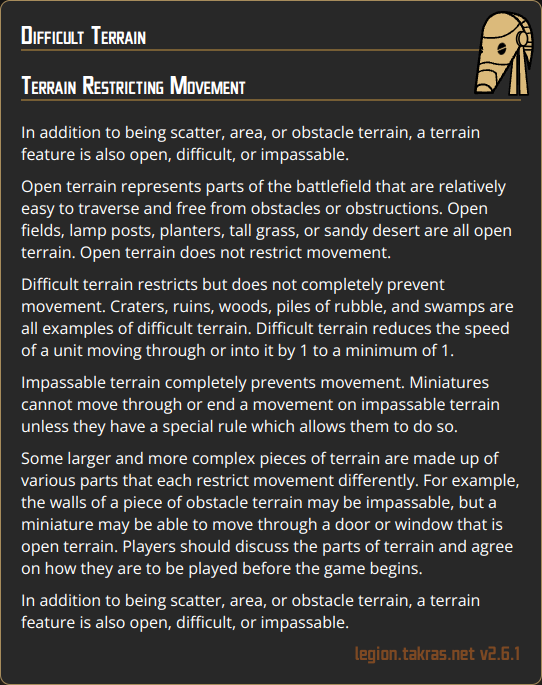 Difficult Terrain
Terrain Restricting Movement
In addition to being scatter, area, or obstacle terrain, a terrain
feature is also open, difficult, or impassable.
Open terrain represents parts of the battlefield that are relatively
easy to traverse and free from obstacles or obstructions. Open
fields, lamp posts, planters, tall grass, or sandy desert are all open
terrain. Open terrain does not restrict movement.
Difficult terrain restricts but does not completely prevent
movement. Craters, ruins, woods, piles of rubble, and swamps are
all examples of difficult terrain. Difficult terrain reduces the speed
of a unit moving through or into it by 1 to a minimum of 1.
Impassable terrain completely prevents movement. Miniatures
cannot move through or end a movement on impassable terrain
unless they have a special rule which allows them to do so.
Some larger and more complex pieces of terrain are made up of
various parts that each restrict movement differently. For example,
the walls of a piece of obstacle terrain may be impassable, but a
miniature may be able to move through a door or window that is
open terrain. Players should discuss the parts of terrain and agree
on how they are to be played before the game begins.
In addition to being scatter, area, or obstacle terrain, a terrain
feature is also open, difficult, or impassable.
legion.takras.net v2.6.1